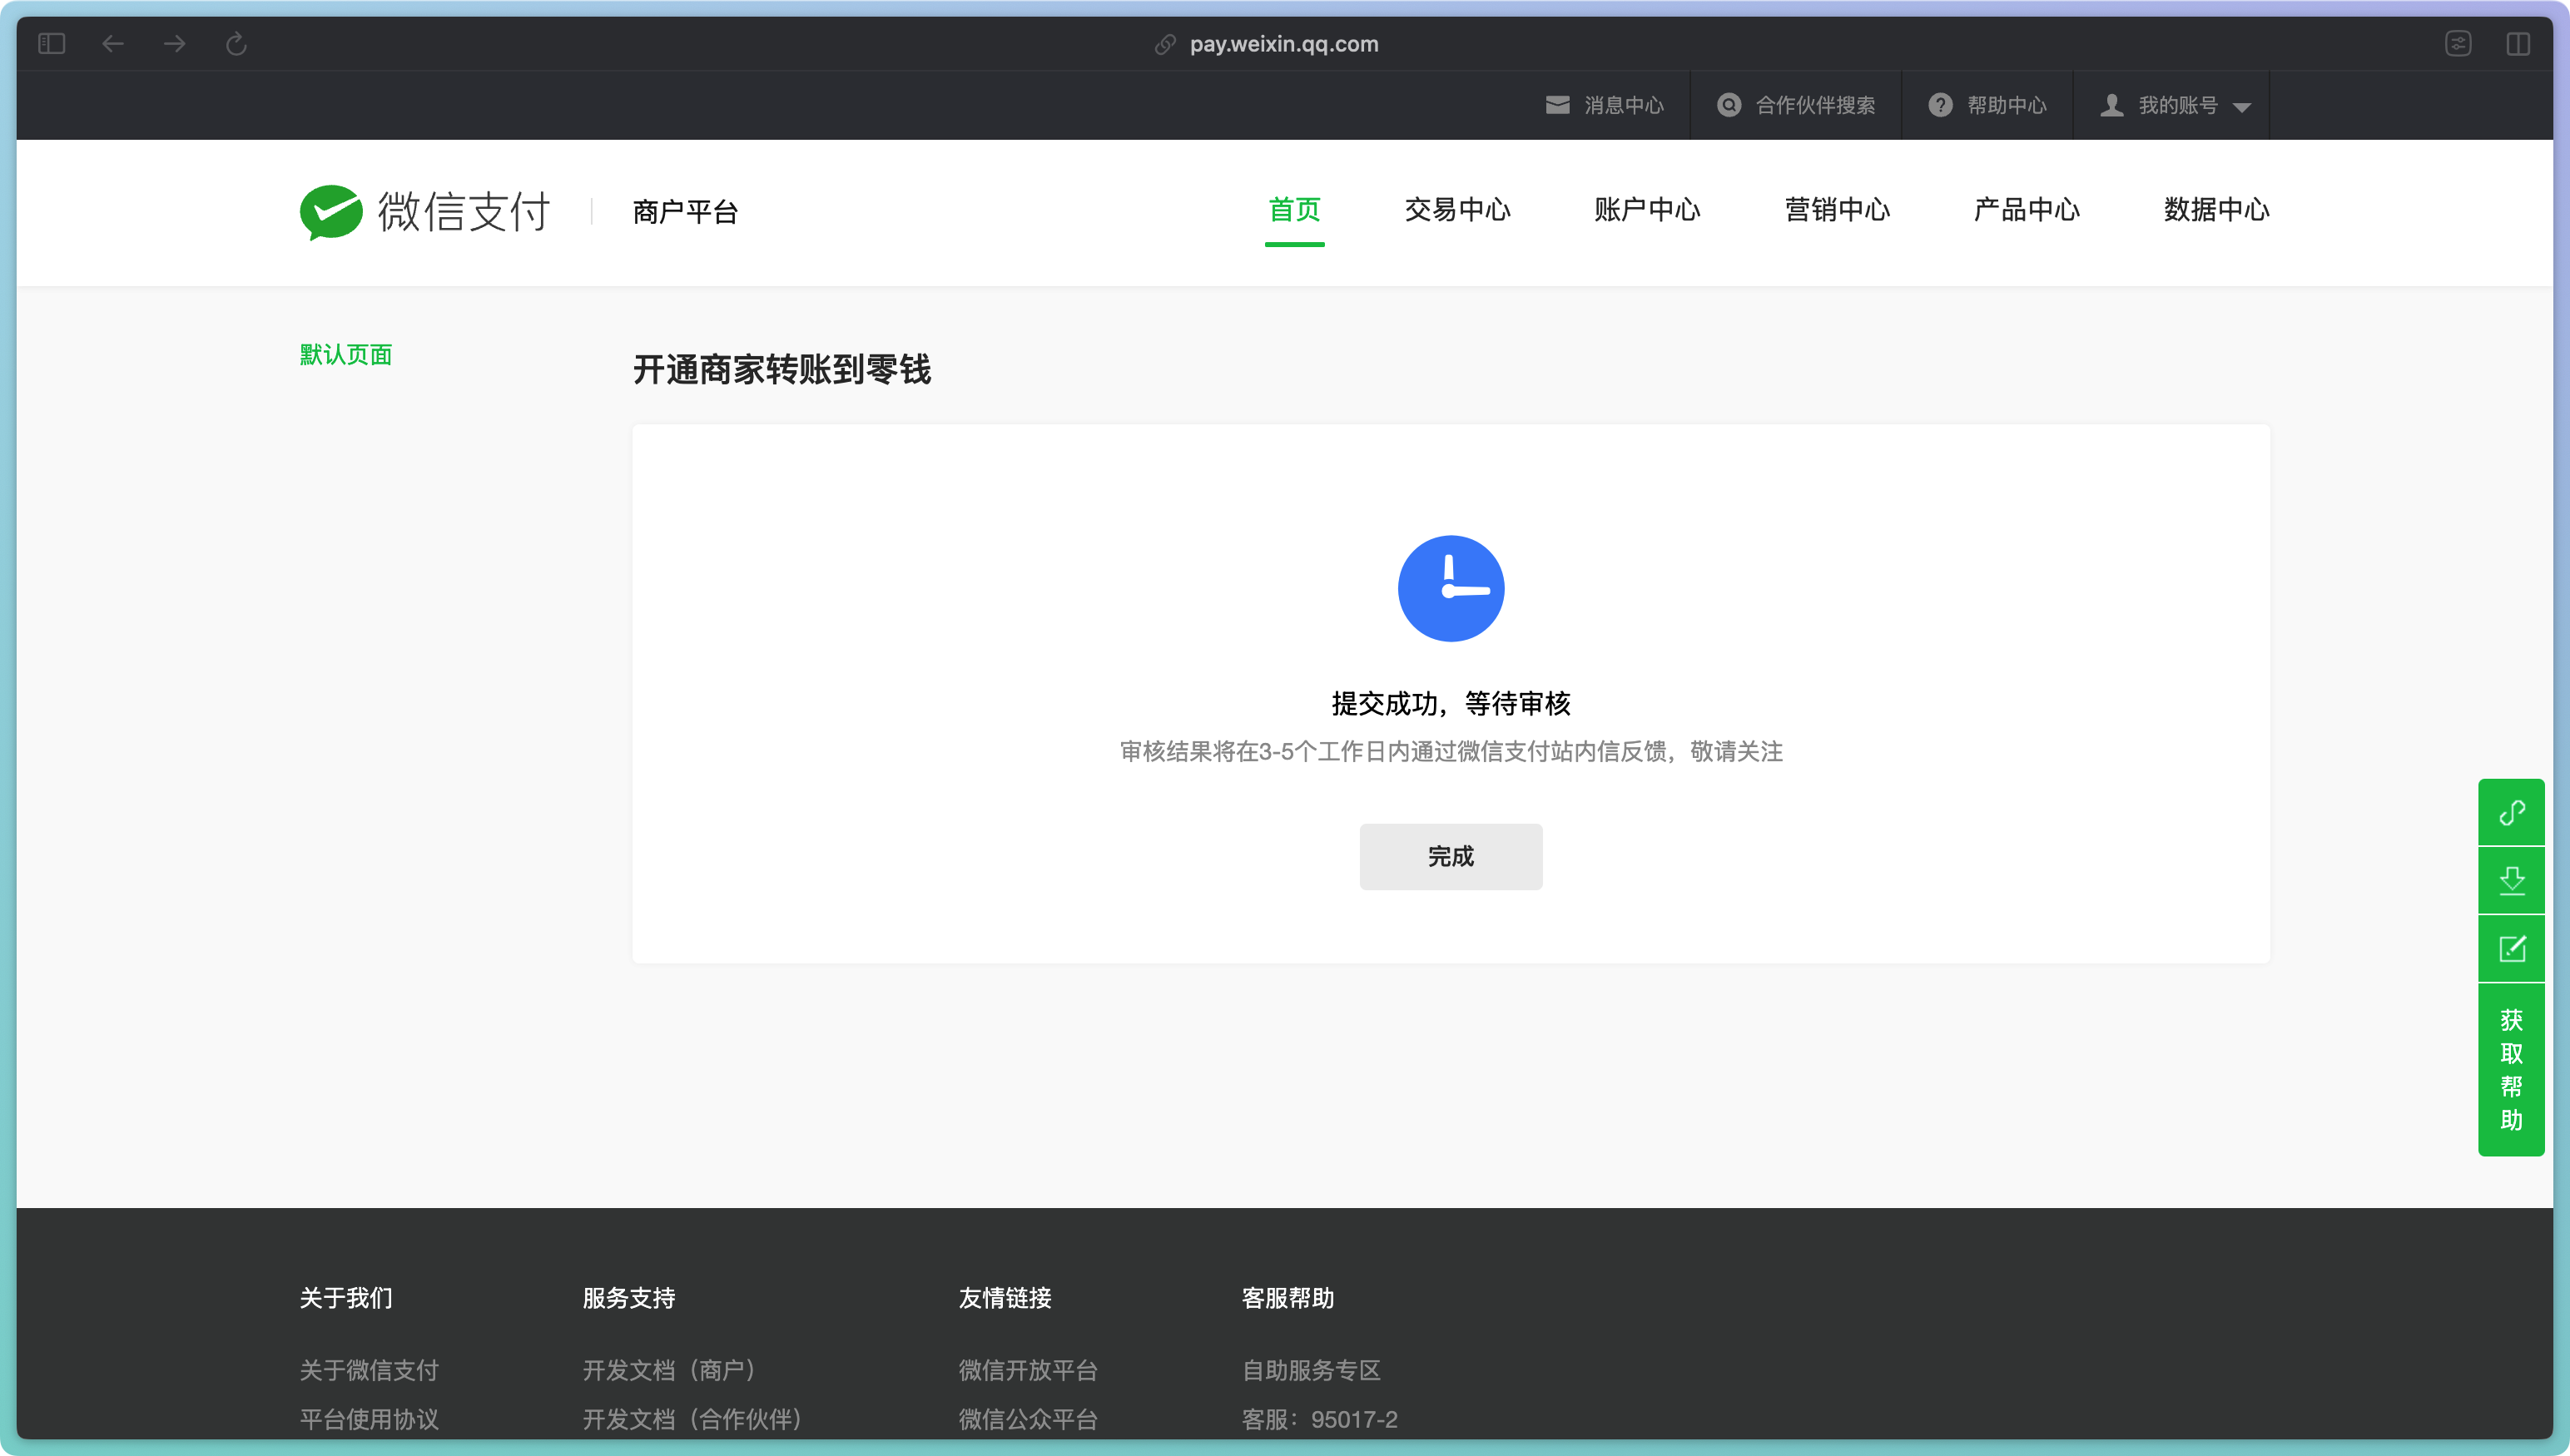 pay.weixin.qq.com
消息中心
合作伙伴搜索
帮助中心
我的账号
微信支付
商户平台
首页
交易中心
账户中心
营销中心
产品中心
数据中心
默认页面
开通商家转账到零钱
提交成功，等待审核
审核结果将在3-5个工作日内通过微信支付站内信反馈，敬请关注
完成
获
取
帮
助
关于我们
服务支持
友情链接
客服帮助
关于微信支付
开发文档（商户）
微信开放平台
自助服务专区
平台使用协议
开发文档（合作伙伴）
微信公众平台
客服：95017-2